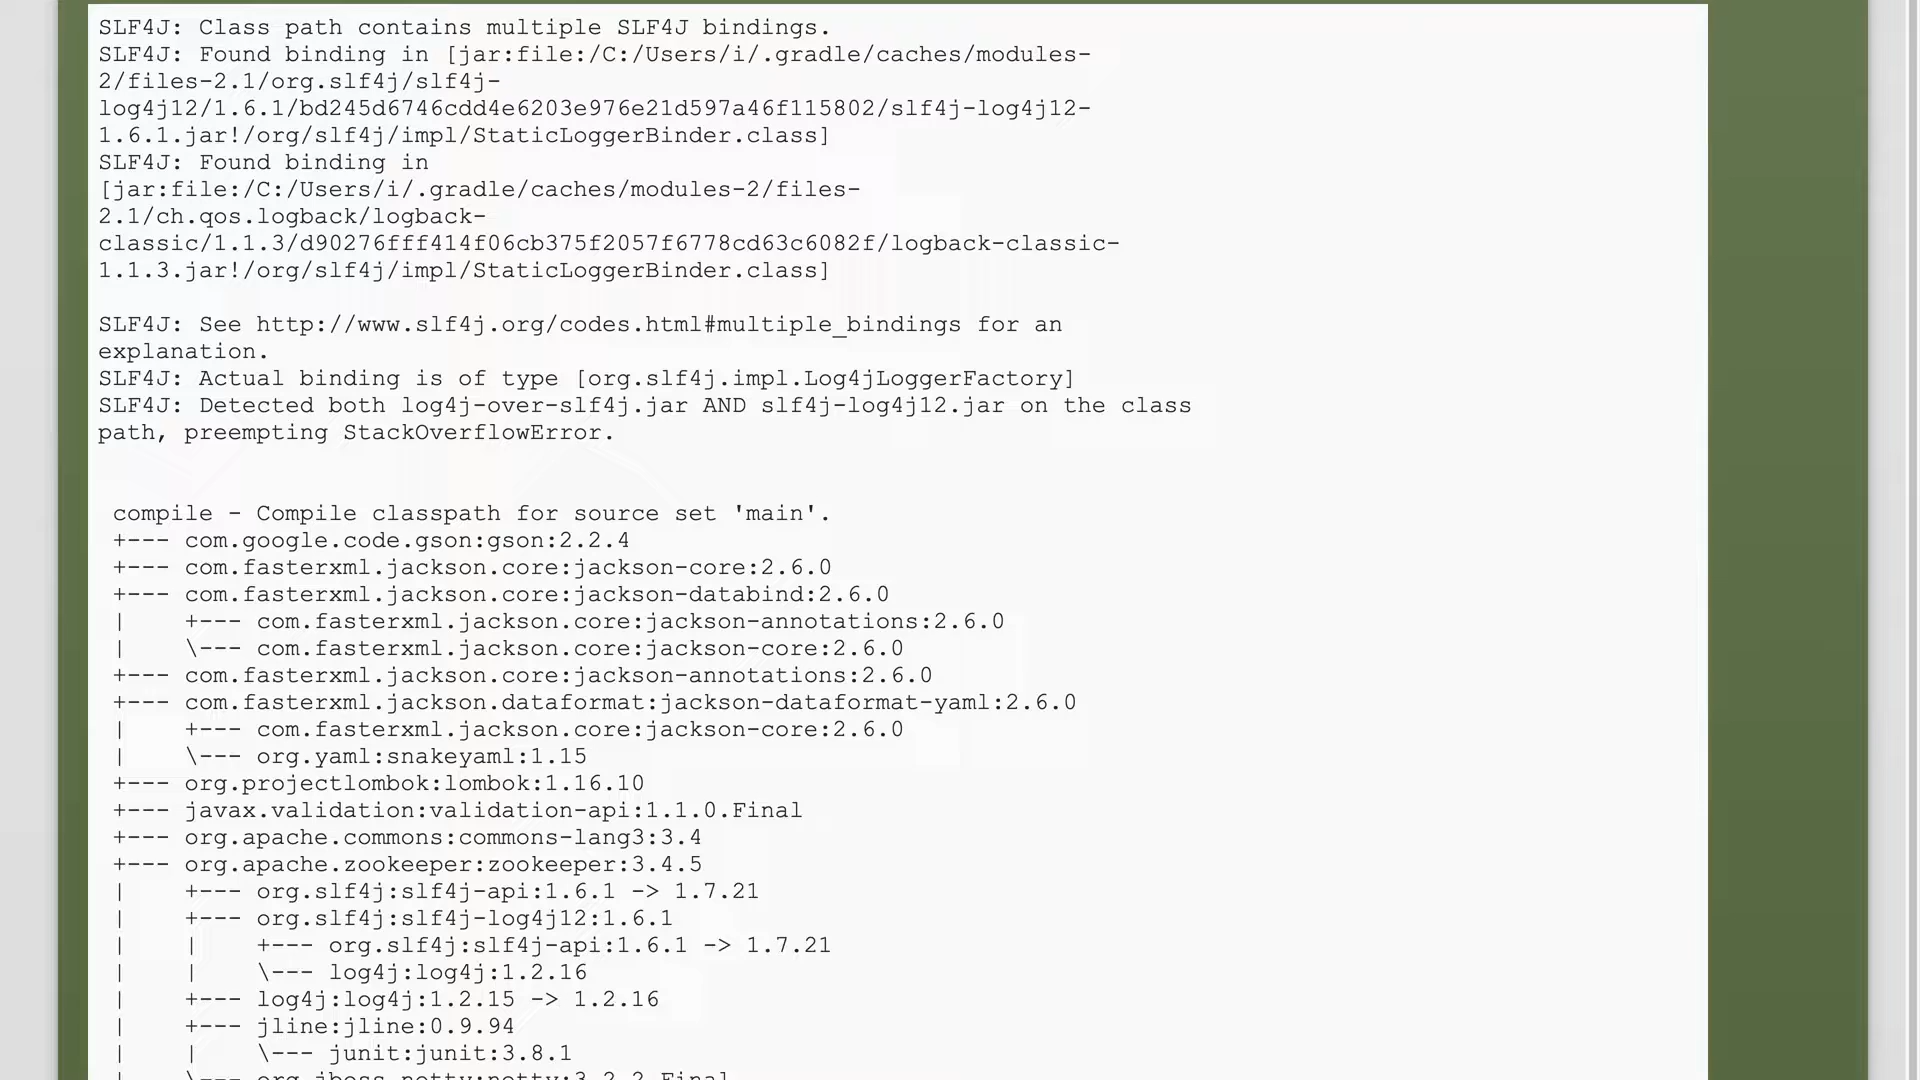 SLF4J: Class path contains multiple SLF4J bindings.
SLF4J: Found binding in [jar:file:/C:/Users/i/.gradle/caches/modules-
2/files-2.1/org.slf4j/slf4j-
log4j12/1.6.1/bd245d6746cdd4e6203e976e21d597a46f115802/slf4j-log4j12-
1.6.1.jar!/org/slf4j/impl/StaticLoggerBinder.class]
SLF4J: Found binding in
[jar:file:/C:/Users/i/.gradle/caches/modules-2/files-
2.1/ch.qos.logback/logback-
classic/1.1.3/d90276fff414f06cb375f2057f6778cd63c6082f/logback-classic-
1.1.3.jar!/org/slf4j/impl/StaticLoggerBinder.class]
SLF4J: See http://www.slf4j.org/codes.html#multiple_bindings for an
explanation.
SLF4J: Actual binding is of type [org.slf4j.impl.Log4jLoggerFactory]
SLF4J: Detected both log4j-over-slf4j.jar AND slf4j-log4j12.jar on the class
path, preempting StackOverflowError.
compile - Compile classpath for source set 'main'.
+--- com.google.code.gson:gson:2.2.4
+--- com.fasterxml.jackson.core:jackson-core:2.6.0
+--- com.fasterxml.jackson.core:jackson-databind:2.6.0
|    +--- com.fasterxml.jackson.core:jackson-annotations:2.6.0
|    \--- com.fasterxml.jackson.core:jackson-core:2.6.0
+--- com.fasterxml.jackson.core:jackson-annotations:2.6.0
+--- com.fasterxml.jackson.dataformat:jackson-dataformat-yaml:2.6.0
|    +--- com.fasterxml.jackson.core:jackson-core:2.6.0
|    \--- org.yaml:snakeyaml:1.15
+--- org.projectlombok:lombok:1.16.10
+--- javax.validation:validation-api:1.1.0.Final
+--- org.apache.commons:commons-lang3:3.4
+--- org.apache.zookeeper:zookeeper:3.4.5
|    +--- org.slf4j:slf4j-api:1.6.1 -> 1.7.21
|    +--- org.slf4j:slf4j-log4j12:1.6.1
|    |    +--- org.slf4j:slf4j-api:1.6.1 -> 1.7.21
|    |    \--- log4j:log4j:1.2.16
|    +--- log4j:log4j:1.2.15 -> 1.2.16
|    +--- jline:jline:0.9.94
|    |    \--- junit:junit:3.8.1
|    \--- org.jboss.netty:netty:3.2.2.Final